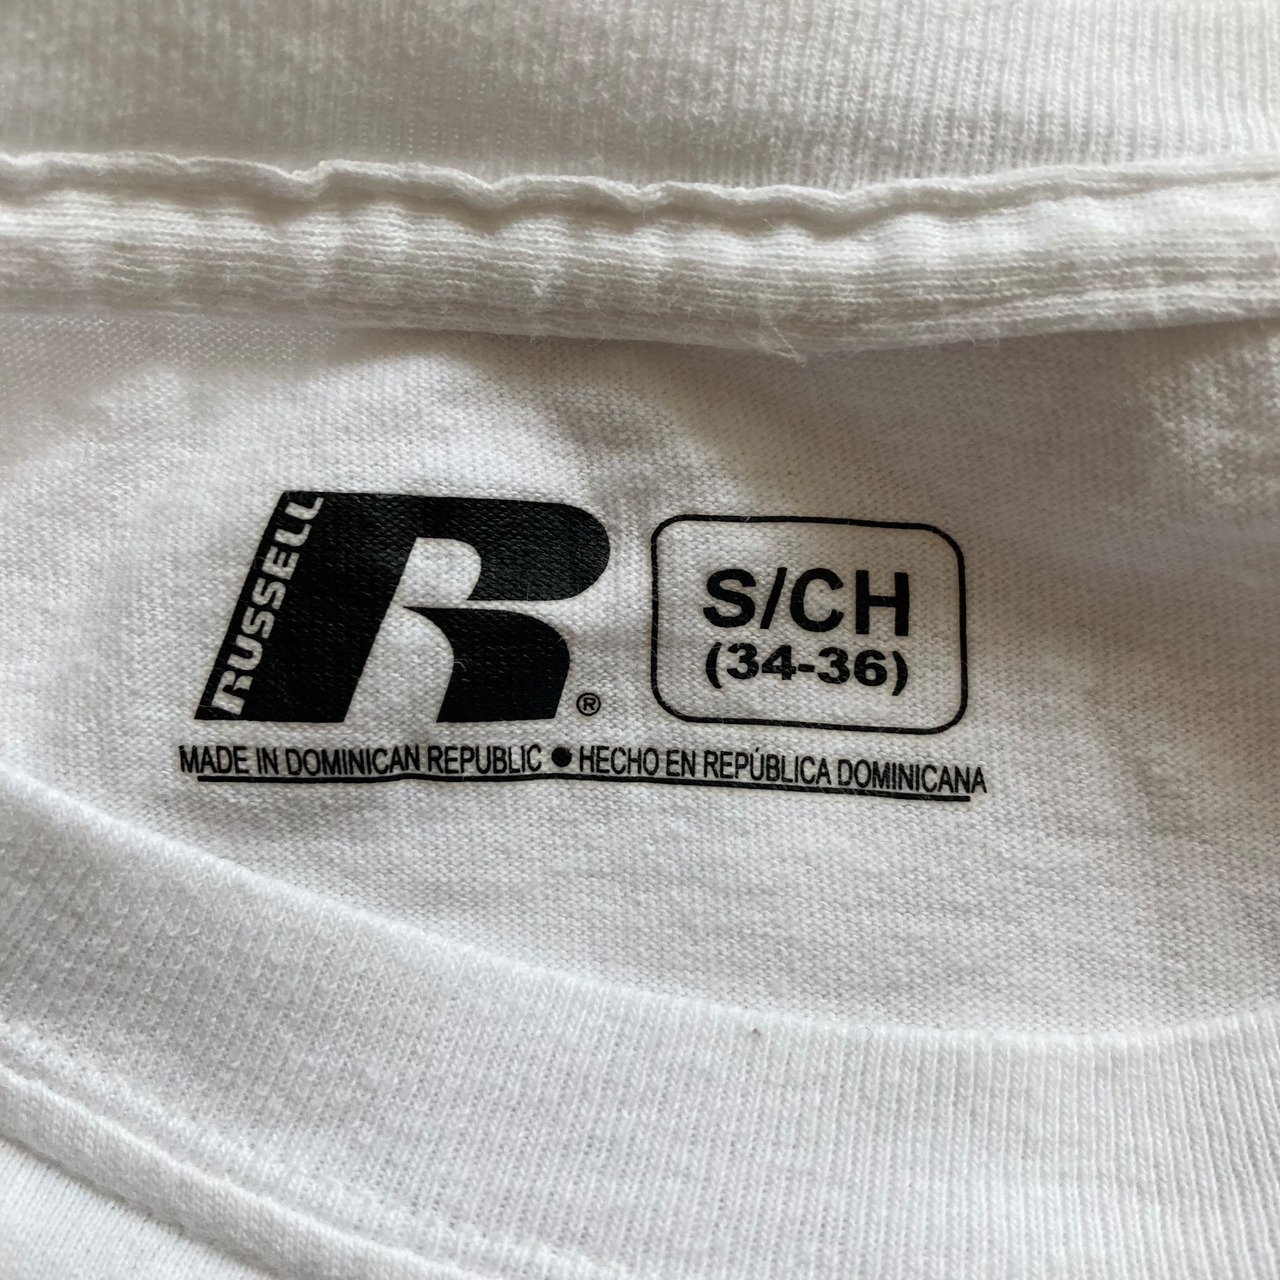 RUSSELL
R®
S/CH
(34-36)
MADE IN DOMINICAN REPUBLIC ● HECHO EN REPÚBLICA DOMINICANA